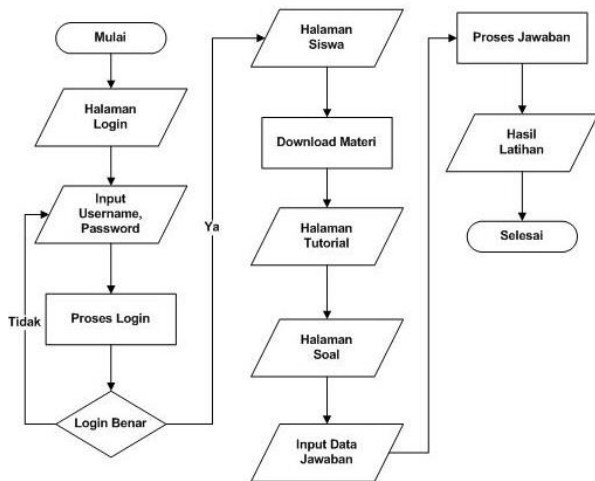 Mulai
Halaman
Login
Input
Username,
Password
Proses Login
Login Benar
Tidak
Ya
Halaman
Siswa
Download Materi
Halaman
Tutorial
Halaman
Soal
Input Data
Jawaban
Proses Jawaban
Hasil
Latihan
Selesai